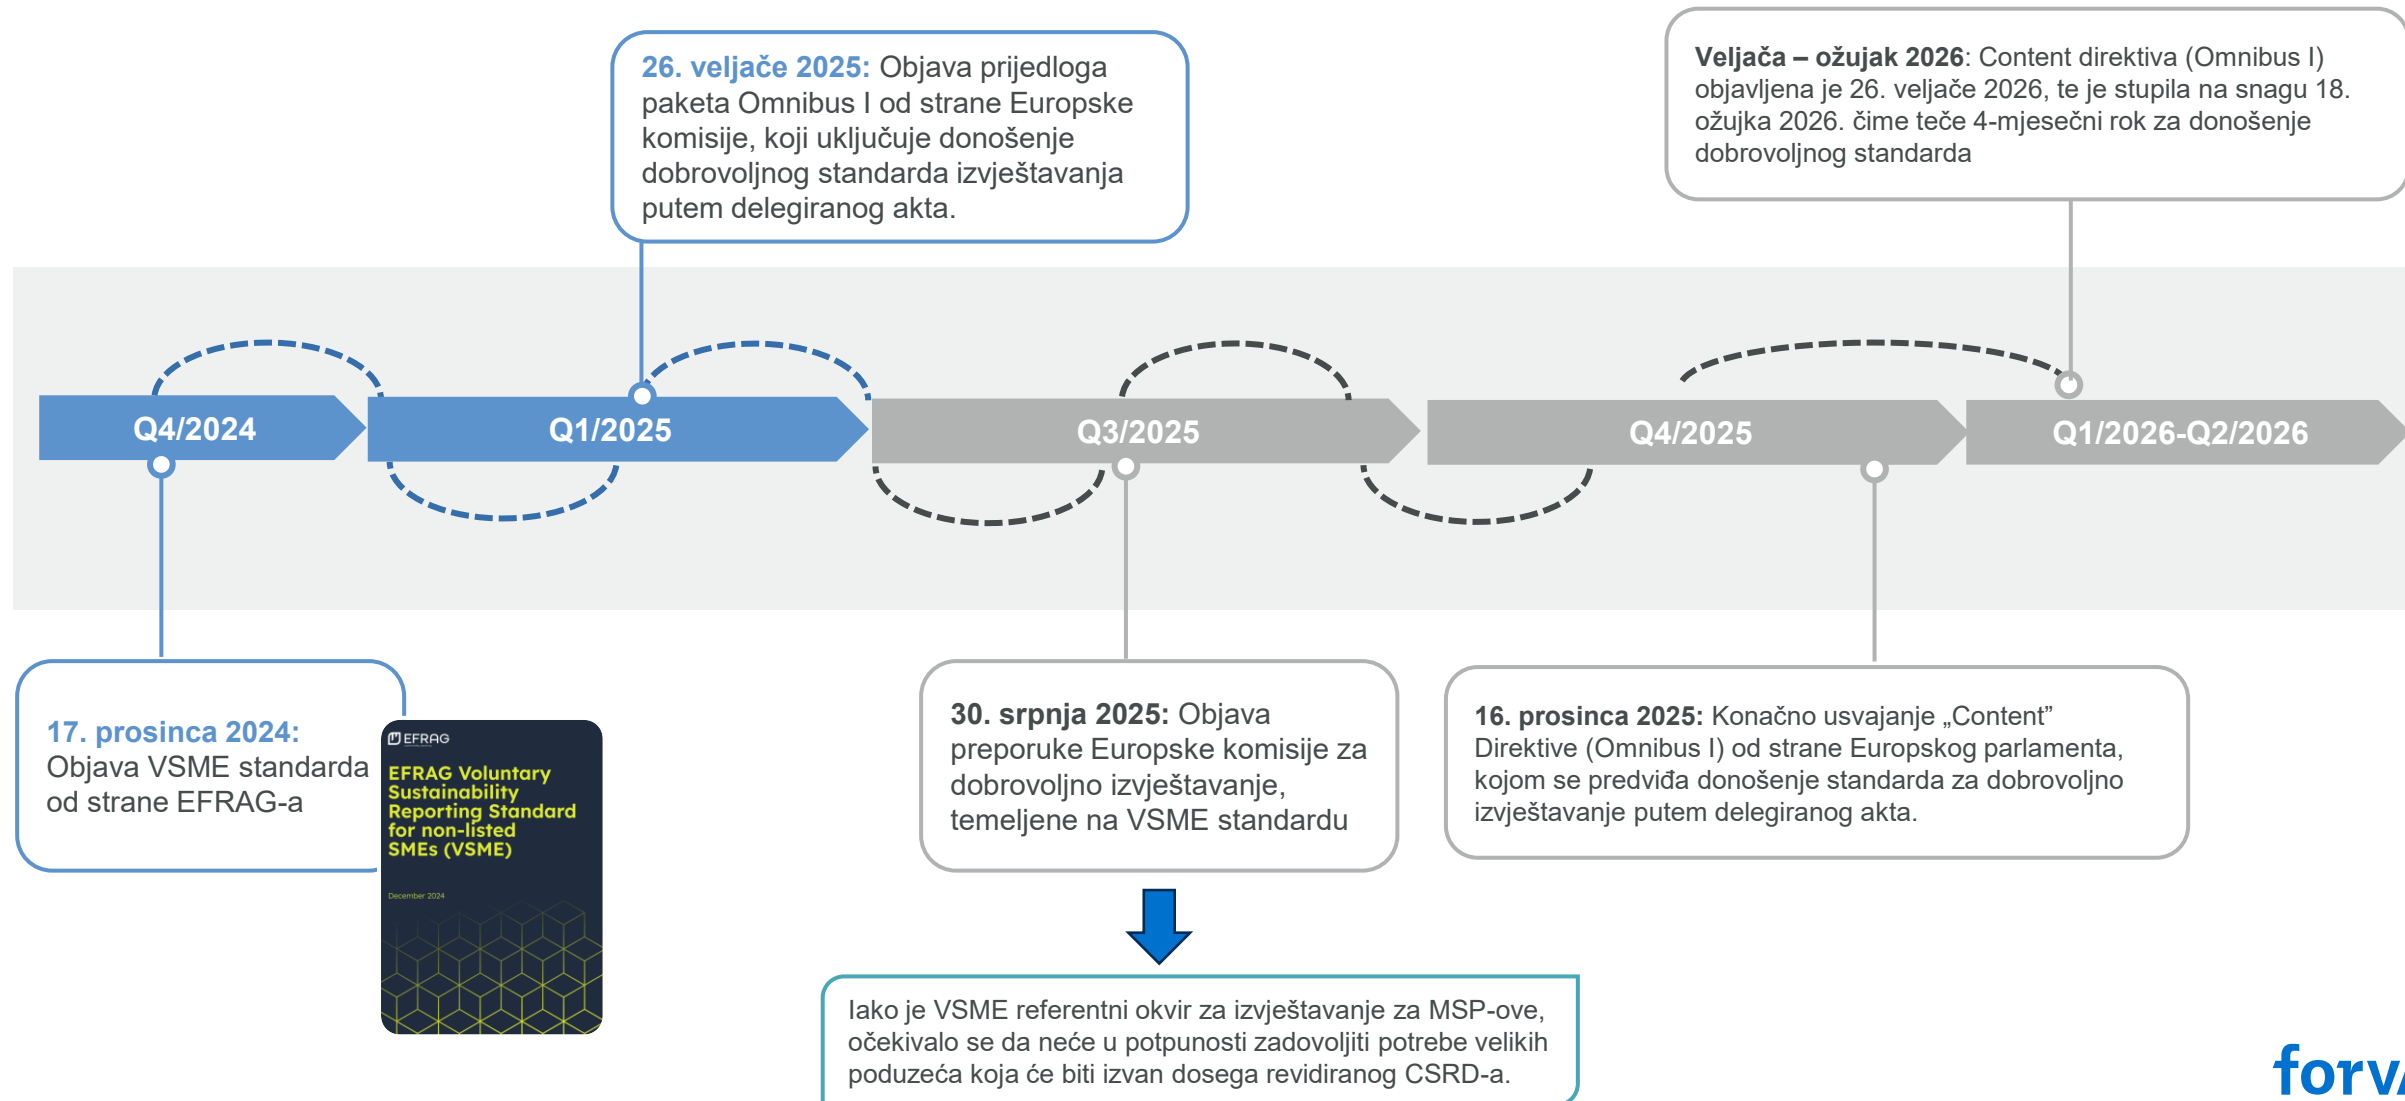 26. veljače 2025: Objava prijedloga
paketa Omnibus I od strane Europske
komisije, koji uključuje donošenje
dobrovoljnog standarda izvještavanja
putem delegiranog akta.
Veljača – ožujak 2026: Content direktiva (Omnibus I)
objavljena je 26. veljače 2026, te je stupila na snagu 18.
ožujka 2026. čime teče 4-mjesečni rok za donošenje
dobrovoljnog standarda
Q4/2024
Q1/2025
Q3/2025
Q4/2025
Q1/2026-Q2/2026
17. prosinca 2024:
Objava VSME standarda
od strane EFRAG-a
EFRAG
EFRAG Voluntary
Sustainability
Reporting Standard
for non-listed
SMEs (VSME)
December 2024
30. srpnja 2025: Objava
preporuke Europske komisije za
dobrovoljno izvještavanje,
temeljene na VSME standardu
16. prosinca 2025: Konačno usvajanje „Content”
Direktive (Omnibus I) od strane Europskog parlamenta,
kojom se predviđa donošenje standarda za dobrovoljno
izvještavanje putem delegiranog akta.
Iako je VSME referentni okvir za izvještavanje za MSP-ove,
očekivalo se da neće u potpunosti zadovoljiti potrebe velikih
poduzeća koja će biti izvan dosega revidiranog CSRD-a.